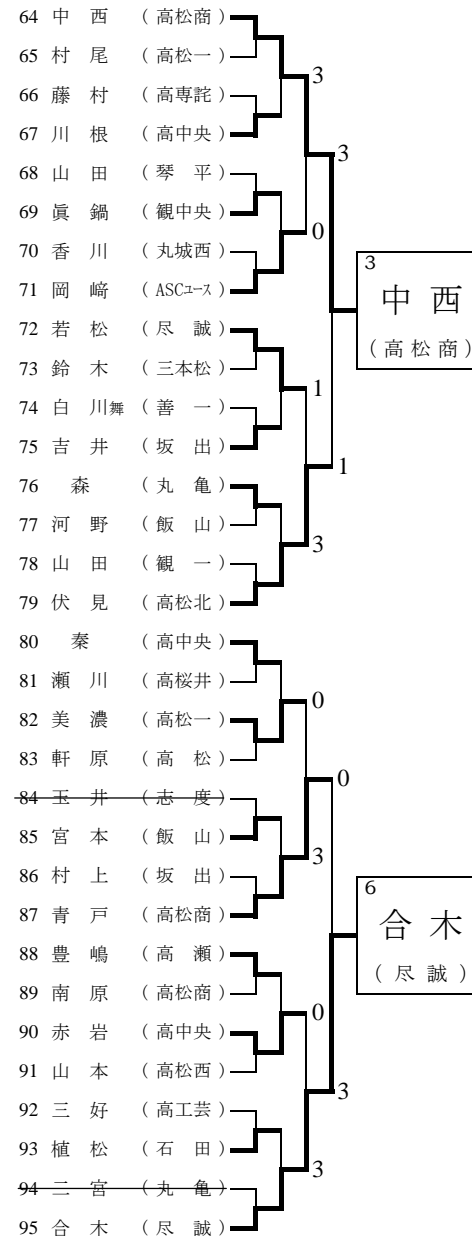 64 中 西 （ 高松商 ）
65 村 尾 （ 高松一 ）
66 藤 村 （ 高専詫 ）
67 川 根 （ 高中央 ）
3
3
68 山 田 （ 琴 平 ）
69 眞 鍋 （ 観中央 ）
0
70 香 川 （ 丸城西 ）
71 岡 﨑 （ ASCユース ）
3
中 西
（ 高 松 商 ）
72 若 松 （ 尽 誠 ）
73 鈴 木 （ 三本松 ）
1
74 白 川舞 （ 善 一 ）
75 吉 井 （ 坂 出 ）
1
76 森 （ 丸 亀 ）
77 河 野 （ 飯 山 ）
3
78 山 田 （ 観 一 ）
79 伏 見 （ 高松北 ）
80 秦 （ 高中央 ）
81 瀬 川 （ 高桜井 ）
0
82 美 濃 （ 高松一 ）
83 軒 原 （ 高 松 ）
0
84 玉 井 （ 志 度 ）
85 宮 本 （ 飯 山 ）
3
86 村 上 （ 坂 出 ）
87 青 戸 （ 高松商 ）
6
合 木
（ 尽 誠 ）
88 豊 嶋 （ 高 瀬 ）
89 南 原 （ 高松商 ）
0
90 赤 岩 （ 高中央 ）
91 山 本 （ 高松西 ）
3
92 三 好 （ 高工芸 ）
93 植 松 （ 石 田 ）
3
94 二 宮 （ 丸 亀 ）
95 合 木 （ 尽 誠 ）